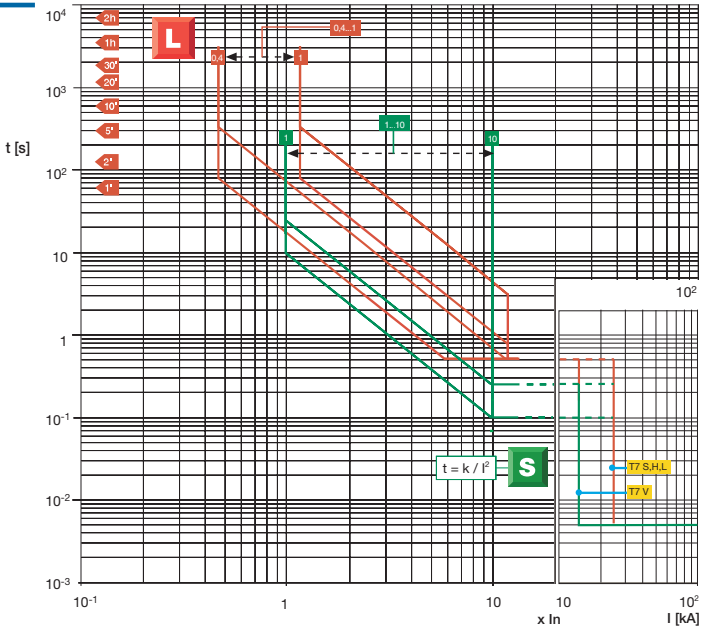 10⁴
2h
L
0,4...1
1h
0,4
1
30'
20'
10³
10'
1...10
5'
1
10
t [s]
2'
10²
1'
10
10²
1
10⁻¹
t = k / I²
S
T7 S,H,L
T7 V
10⁻²
10⁻³
10⁻¹
1
10
10
10²
x In
I [kA]